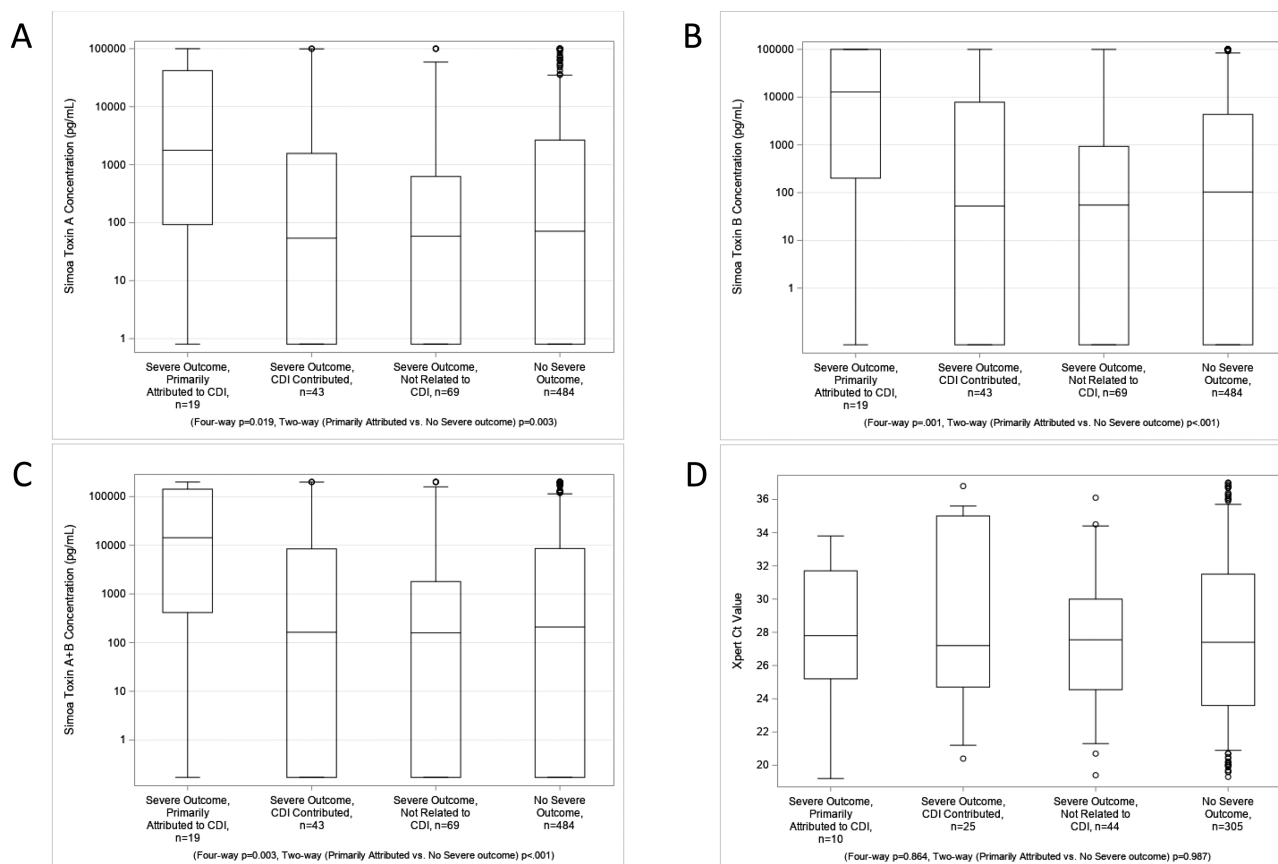 A
Simoa Toxin A Concentration (pg/mL)
100000
10000
1000
100
10
1
Severe Outcome,
Primarily
Attributed to CDI,
n=19
Severe Outcome,
CDI Contributed,
n=43
Severe Outcome,
Not Related to
CDI, n=69
No Severe
Outcome,
n=484
(Four-way p=0.019, Two-way (Primarily Attributed vs. No Severe outcome) p=0.003)
B
Simoa Toxin B Concentration (pg/mL)
100000
10000
1000
100
10
1
Severe Outcome,
Primarily
Attributed to CDI,
n=19
Severe Outcome,
CDI Contributed,
n=43
Severe Outcome,
Not Related to
CDI, n=69
No Severe
Outcome,
n=484
(Four-way p=.001, Two-way (Primarily Attributed vs. No Severe outcome) p<.001)
C
Simoa Toxin A+B Concentration (pg/mL)
100000
10000
1000
100
10
1
Severe Outcome,
Primarily
Attributed to CDI,
n=19
Severe Outcome,
CDI Contributed,
n=43
Severe Outcome,
Not Related to
CDI, n=69
No Severe
Outcome,
n=484
(Four-way p=0.003, Two-way (Primarily Attributed vs. No Severe outcome) p<.001)
D
Xpert Ct Value
36
34
32
30
28
26
24
22
20
Severe Outcome,
Primarily
Attributed to CDI,
n=10
Severe Outcome,
CDI Contributed,
n=25
Severe Outcome,
Not Related to
CDI, n=44
No Severe
Outcome,
n=305
(Four-way p=0.864, Two-way (Primarily Attributed vs. No Severe outcome) p=0.987)